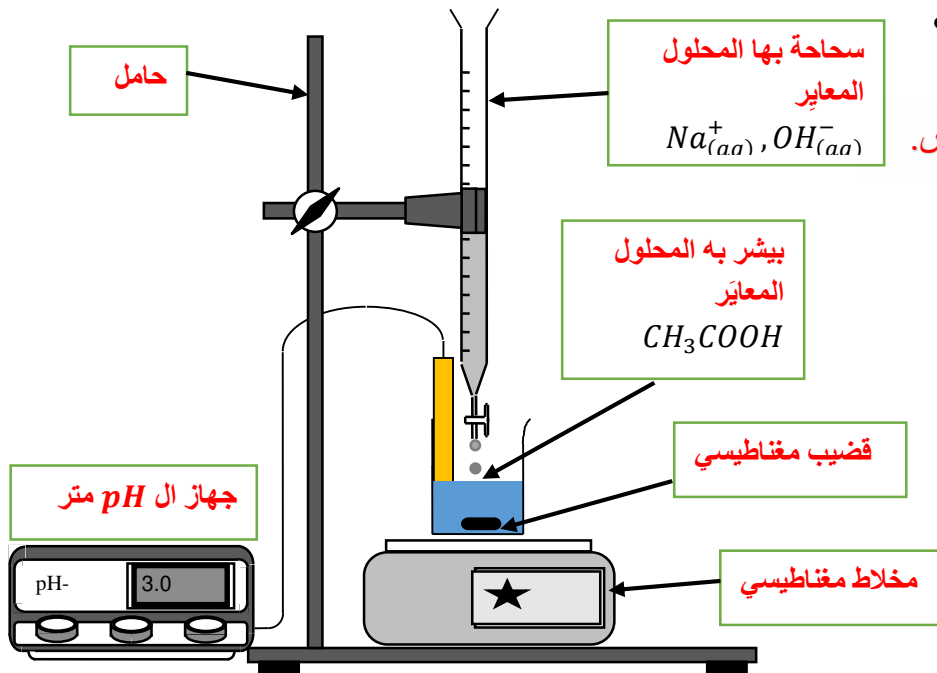 حامل
سحاحة بها المحلول
المعايِر
Na⁺(aq) , OH⁻(aq)
بيشر به المحلول
المعايَر
CH₃COOH
قضيب مغناطيسي
جهاز ال pH متر
pH-
3.0
مخلاط مغناطيسي